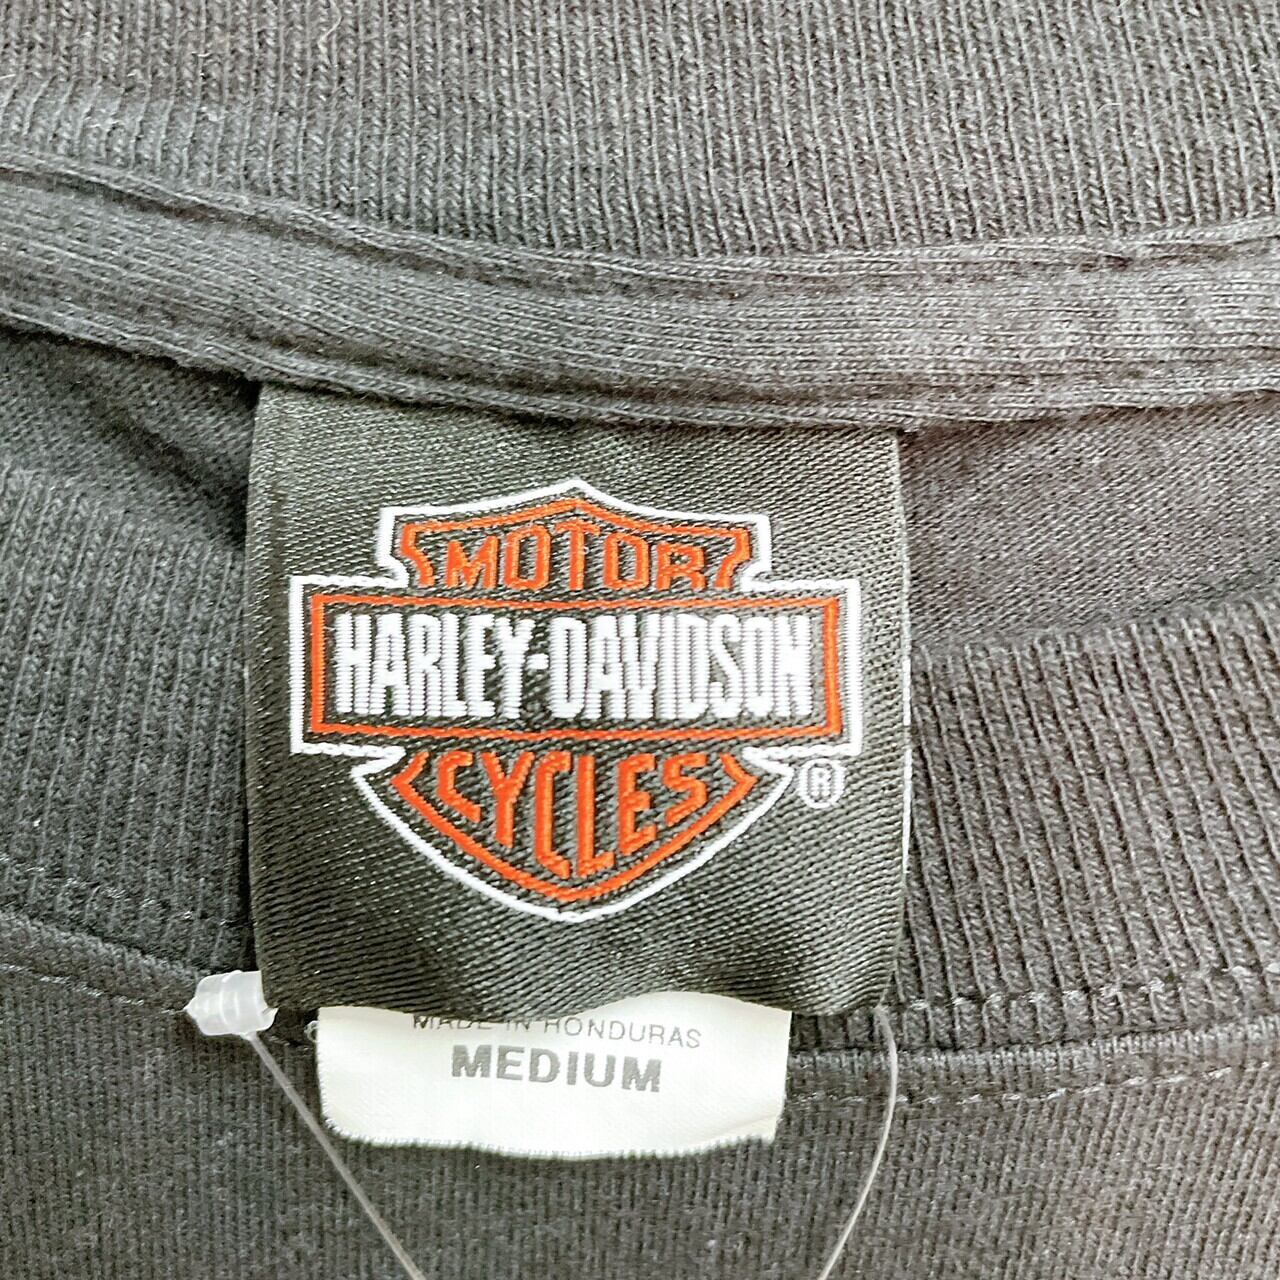 MOTOR
HARLEY-DAVIDSON
CYCLES
®
MADE IN HONDURAS
MEDIUM